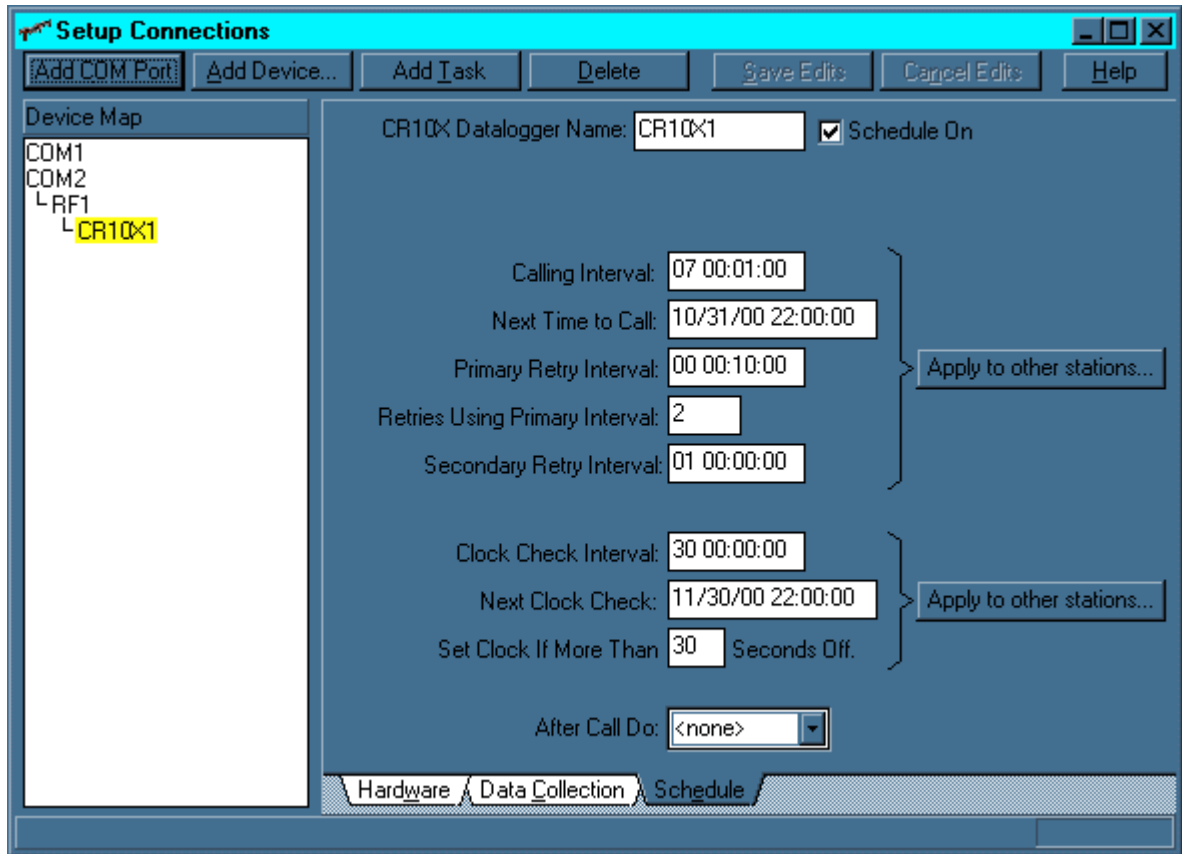 Setup Connections
Add COM Port Add Device... Add Task Delete Save Edits Cancel Edits Help
Device Map
COM1
COM2
RF1
CR10X1
CR10X Datalogger Name: CR10X1 Schedule On
Calling Interval: 07 00:01:00
Next Time to Call: 10/31/00 22:00:00
Primary Retry Interval: 00 00:10:00
Apply to other stations...
Retries Using Primary Interval: 2
Secondary Retry Interval: 01 00:00:00
Clock Check Interval: 30 00:00:00
Next Clock Check: 11/30/00 22:00:00
Apply to other stations...
Set Clock If More Than 30 Seconds Off.
After Call Do: <none>
Hardware Data Collection Schedule